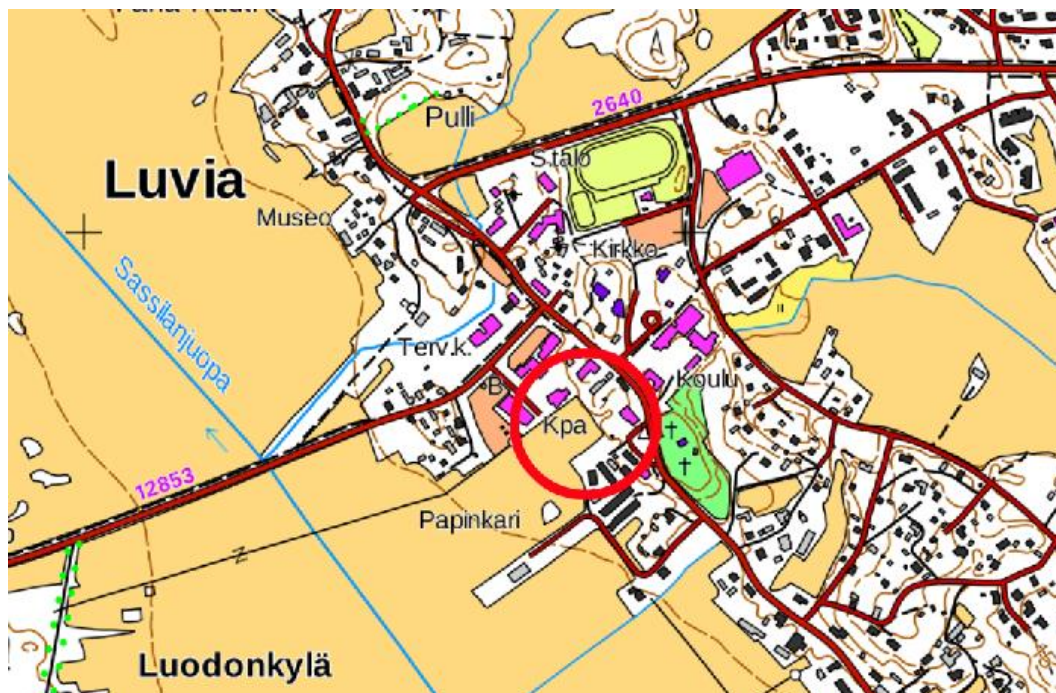 Pulli
2640
S.talo
Luvia
Museo
Kirkko
Sassilanjuopa
Terv.k.
Koulu
B
Kpa
12853
Papinkari
Z
Luodonkylä